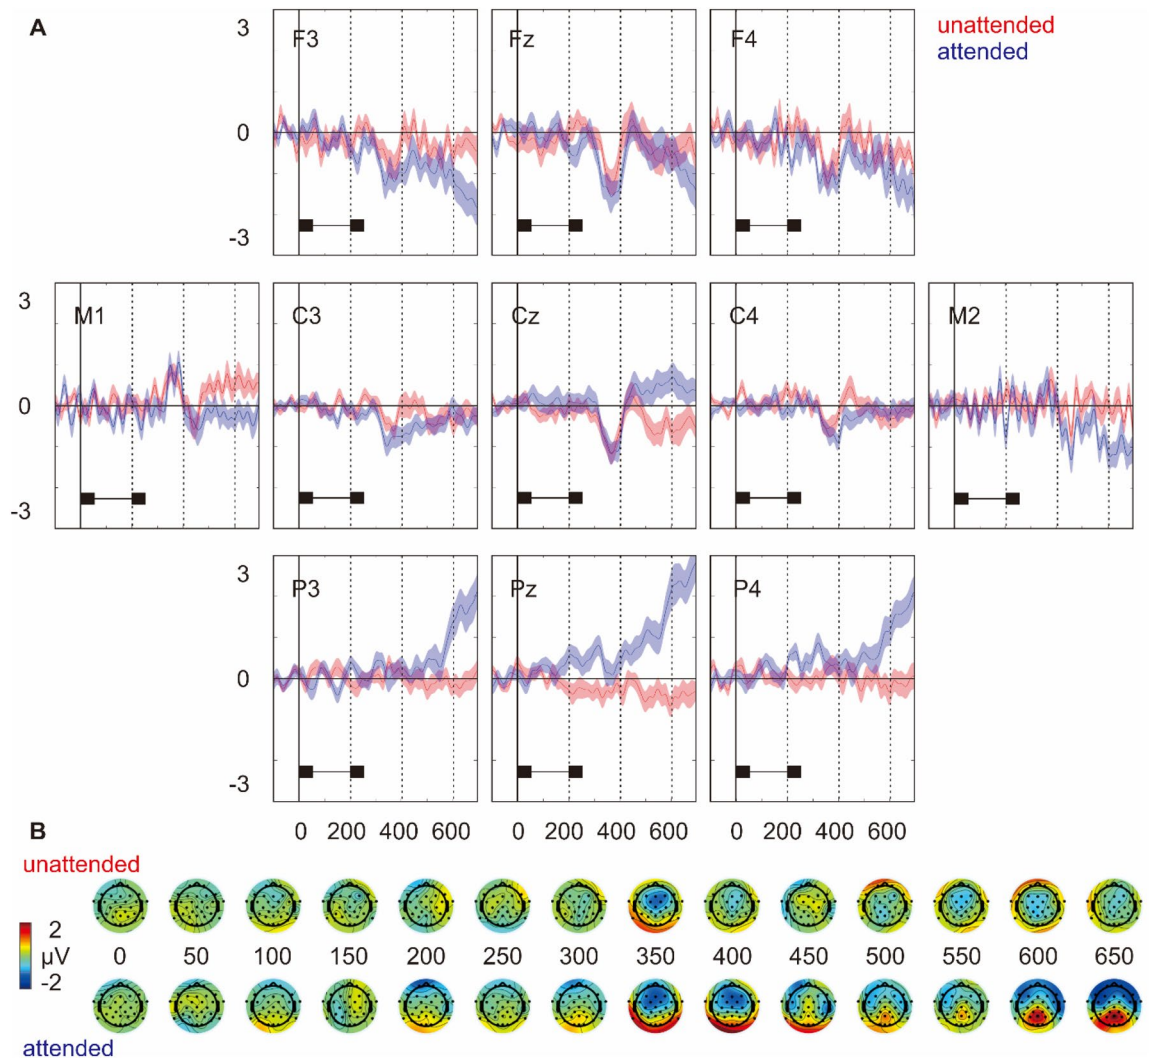 A
3
F3
Fz
F4
unattended
attended
0
-3
3
M1
C3
Cz
C4
M2
0
-3
3
P3
Pz
P4
0
-3
0 200 400 600 0 200 400 600 0 200 400 600
B
unattended
2
µV
-2
0 50 100 150 200 250 300 350 400 450 500 550 600 650
attended